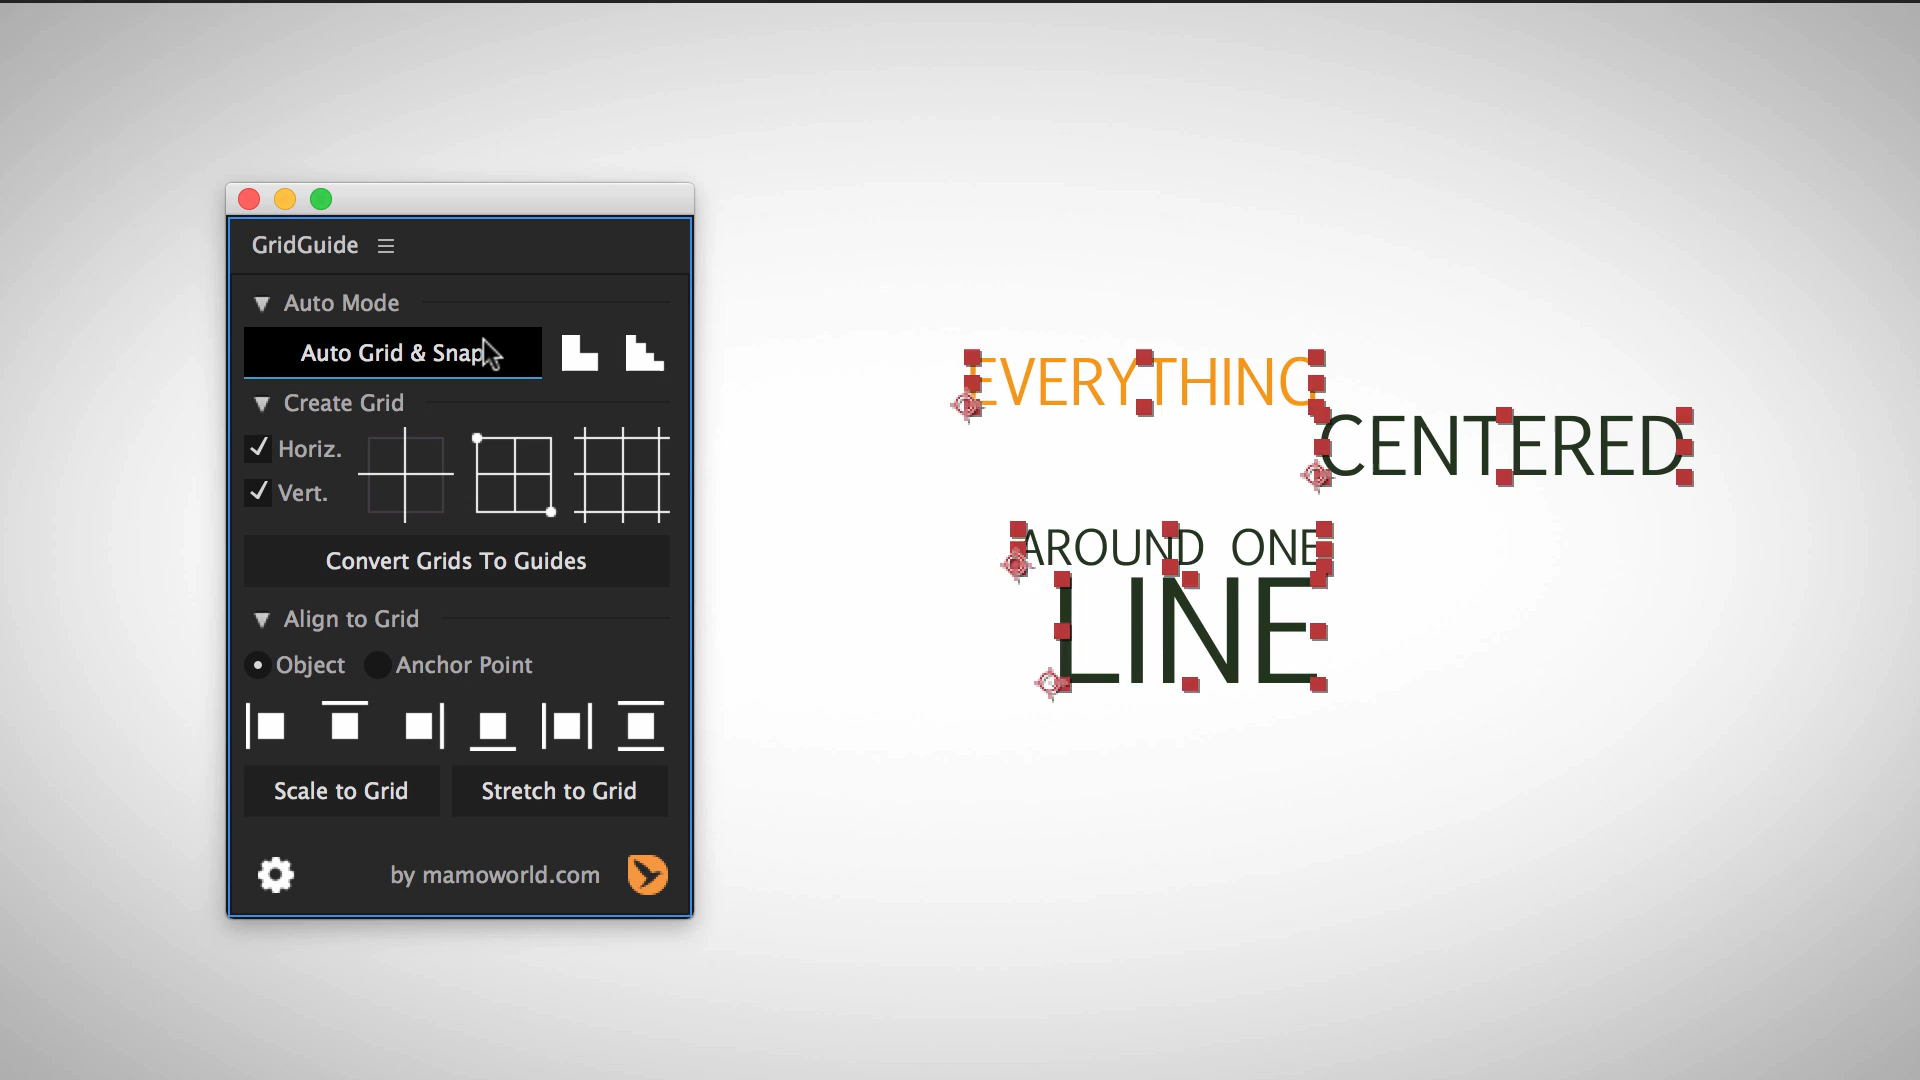 GridGuide
Auto Mode
Auto Grid & Snap
Create Grid
Horiz.
Vert.
Convert Grids To Guides
Align to Grid
Object Anchor Point
Scale to Grid Stretch to Grid
by mamoworld.com
EVERYTHING
CENTERED
AROUND ONE
LINE